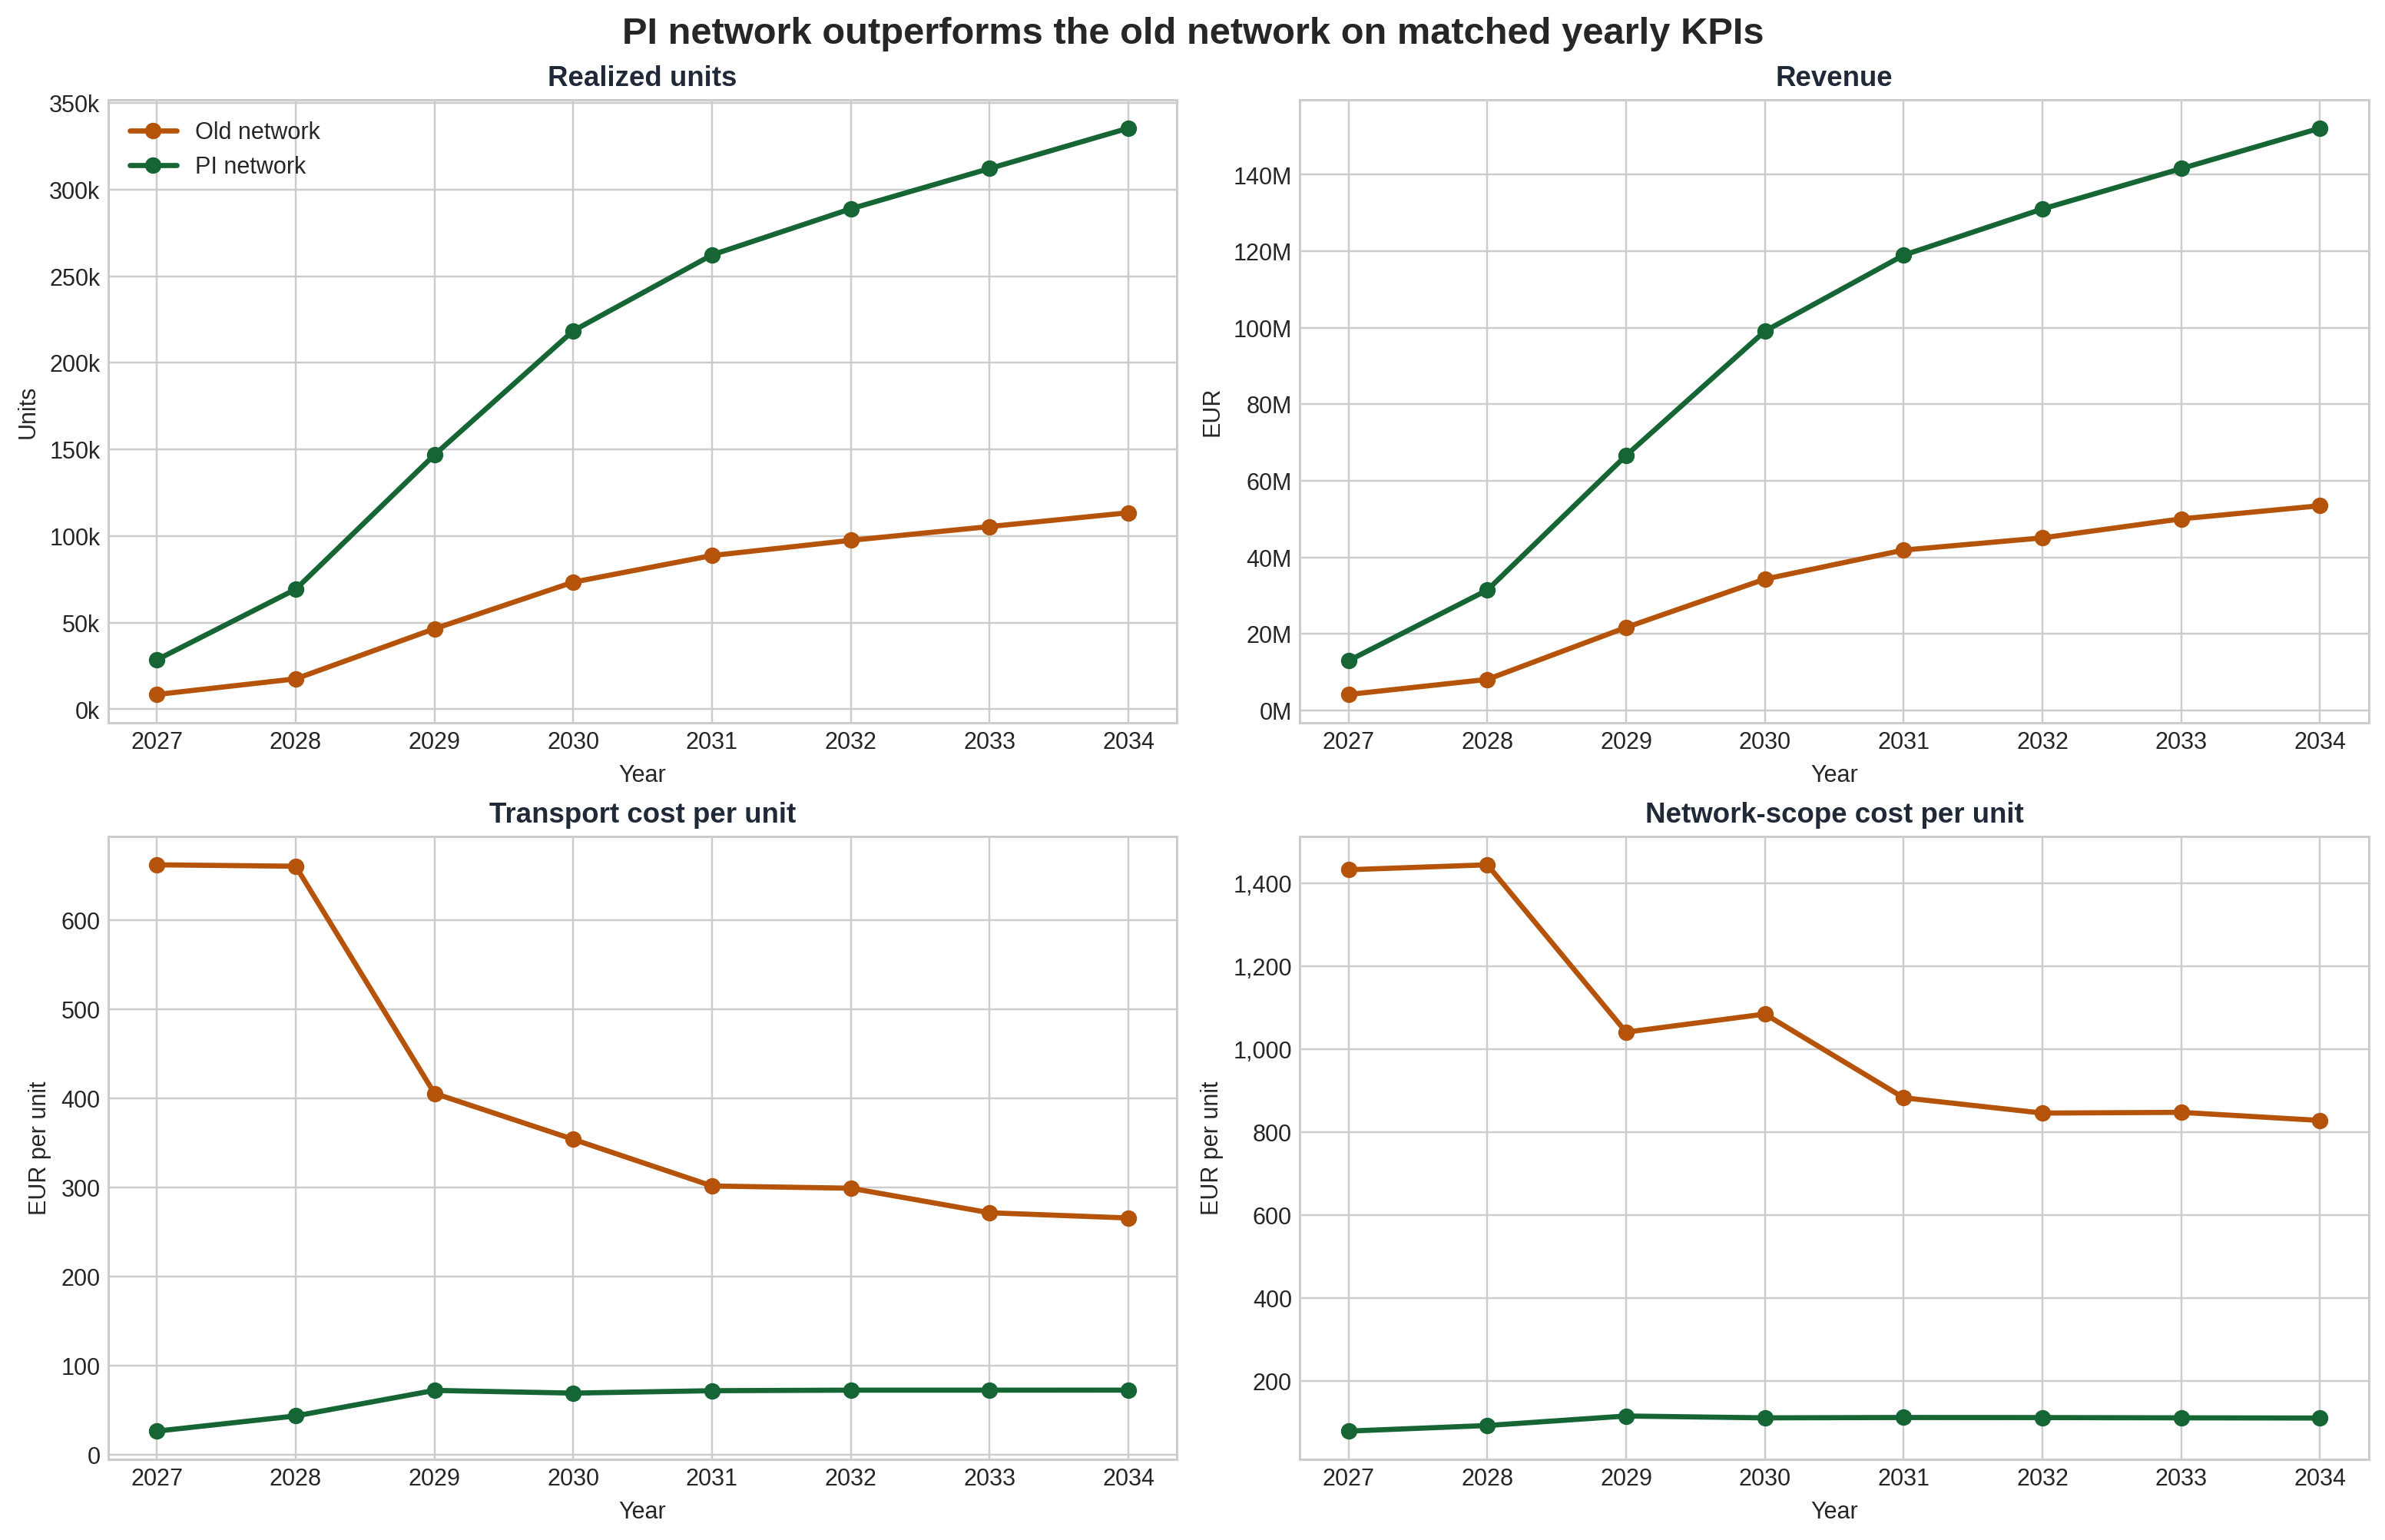 PI network outperforms the old network on matched yearly KPIs
Realized units
350k
300k
250k
200k
150k
100k
50k
0k
Units
Old network
PI network
2027 2028 2029 2030 2031 2032 2033 2034
Year
Revenue
140M
120M
100M
80M
60M
40M
20M
0M
EUR
2027 2028 2029 2030 2031 2032 2033 2034
Year
Transport cost per unit
600
500
400
300
200
100
0
EUR per unit
2027 2028 2029 2030 2031 2032 2033 2034
Year
Network-scope cost per unit
1,400
1,200
1,000
800
600
400
200
EUR per unit
2027 2028 2029 2030 2031 2032 2033 2034
Year